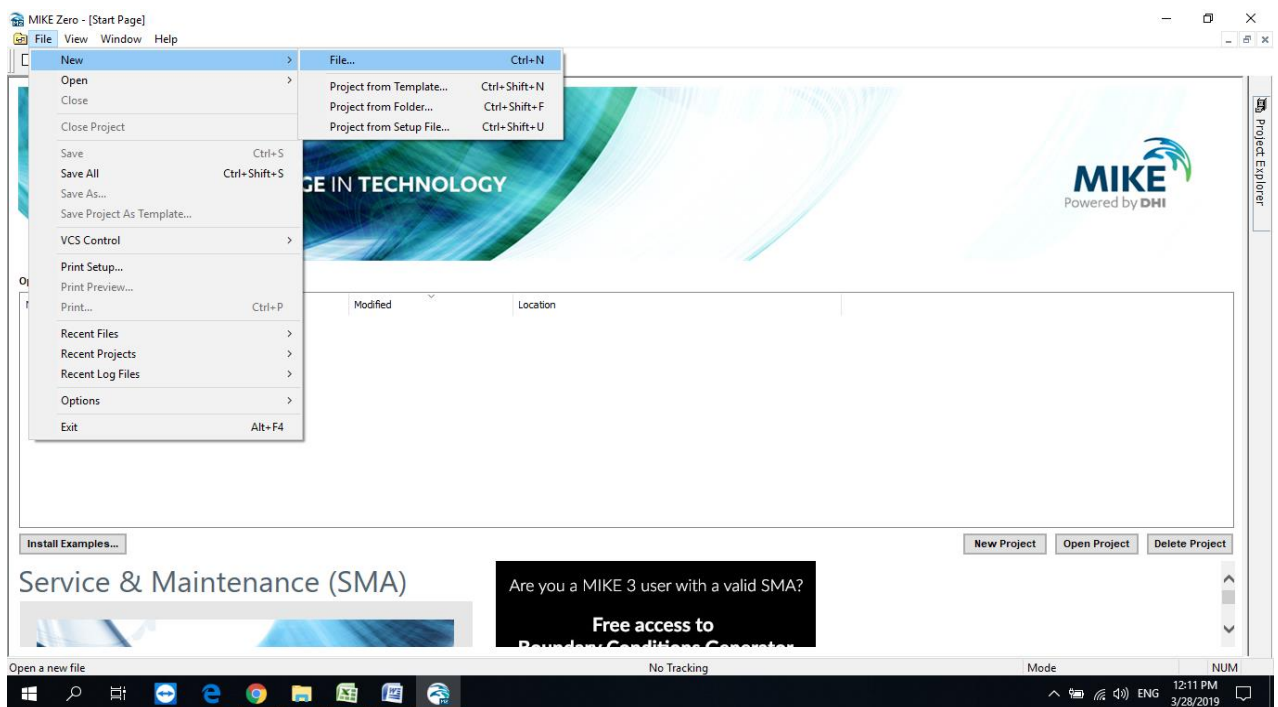 MIKE Zero - [Start Page]
File View Window Help
New
File... Ctrl+N
Open
Project from Template... Ctrl+Shift+N
Close
Project from Folder... Ctrl+Shift+F
Close Project
Project from Setup File... Ctrl+Shift+U
Save Ctrl+S
Save All Ctrl+Shift+S
Save As...
Save Project As Template...
VCS Control
Print Setup...
Print Preview...
Print... Ctrl+P
Recent Files
Recent Projects
Recent Log Files
Options
Exit Alt+F4
IN TECHNOLOGY
MIKE
Powered by DHI
Project Explorer
Modified Location
Install Examples... New Project Open Project Delete Project
Service & Maintenance (SMA)
Are you a MIKE 3 user with a valid SMA?
Free access to
Boundary Conditions Generator
Open a new file No Tracking Mode NUM
ENG 12:11 PM
3/28/2019